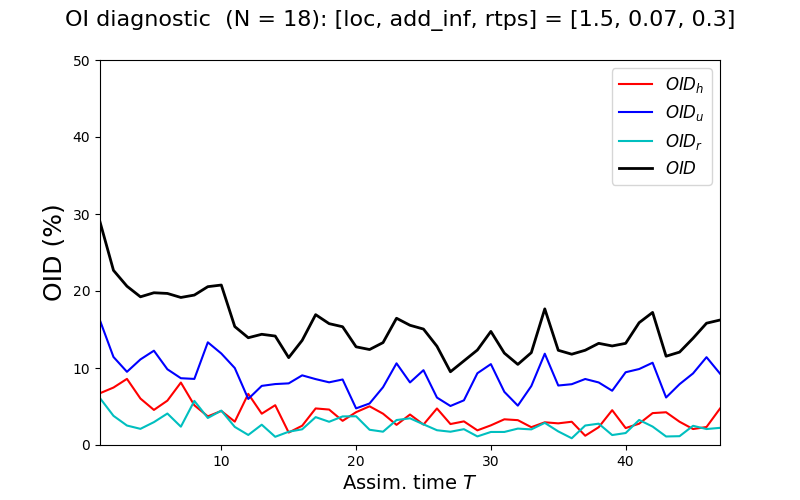 OI diagnostic (N = 18): [loc, add_inf, rtps] = [1.5, 0.07, 0.3]
OID_h
OID_u
OID_r
OID
OID (%)
50
40
30
20
10
0
10
20
30
40
Assim. time T